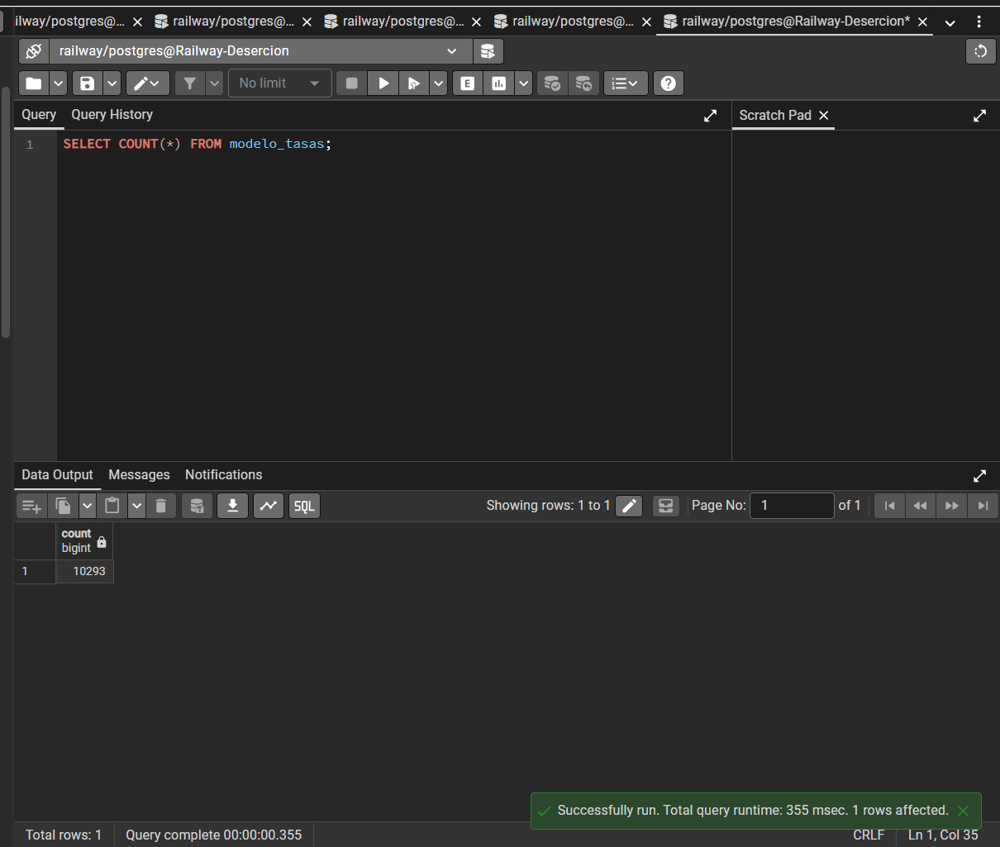 ilway/postgres@... railway/postgres@... railway/postgres@... railway/postgres@... railway/postgres@Railway-Desercion*
railway/postgres@Railway-Desercion
No limit E
Query Query History Scratch Pad
1 SELECT COUNT(*) FROM modelo_tasas;
Data Output Messages Notifications
SQL Showing rows: 1 to 1 Page No: 1 of 1
count
bigint
1 10293
Successfully run. Total query runtime: 355 msec. 1 rows affected.
Total rows: 1 Query complete 00:00:00.355 CRLF Ln 1, Col 35